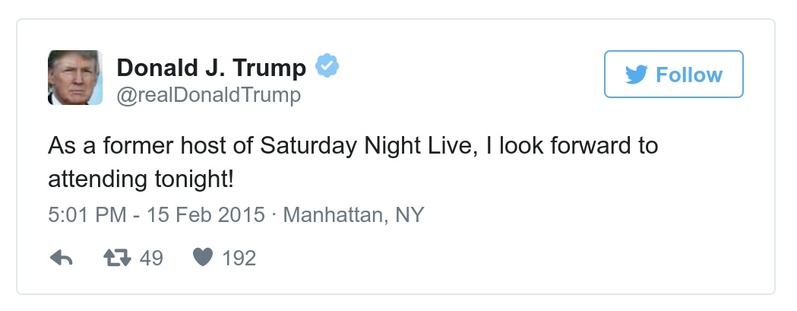 Donald J. Trump
@realDonaldTrump
Follow
As a former host of Saturday Night Live, I look forward to
attending tonight!
5:01 PM - 15 Feb 2015 · Manhattan, NY
49 192